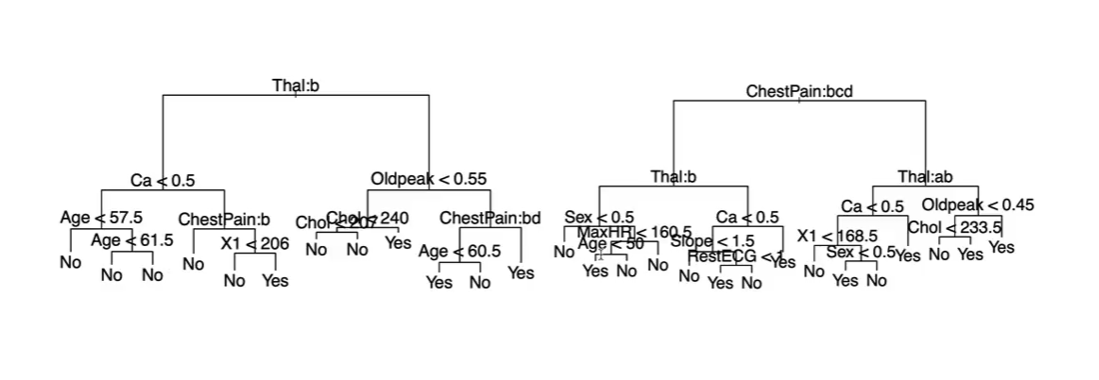 Thal:b
Ca < 0.5
Oldpeak < 0.55
Age < 57.5
ChestPain:b
Chol < 207
Chol < 240
ChestPain:bd
Age < 61.5
X1 < 206
Age < 60.5
No
No
No
No
No
Yes
No
No
Yes
Yes
No
Yes
ChestPain:bcd
Thal:b
Thal:ab
Sex < 0.5
Ca < 0.5
Ca < 0.5
Oldpeak < 0.45
MaxHR < 160.5
Slope < 1.5
X1 < 168.5
Chol < 233.5
Age < 50
RestECG < 1
Sex < 0.5
No
Yes
No
No
No
Yes
No
Yes
No
Yes
No
Yes
No
Yes
Yes